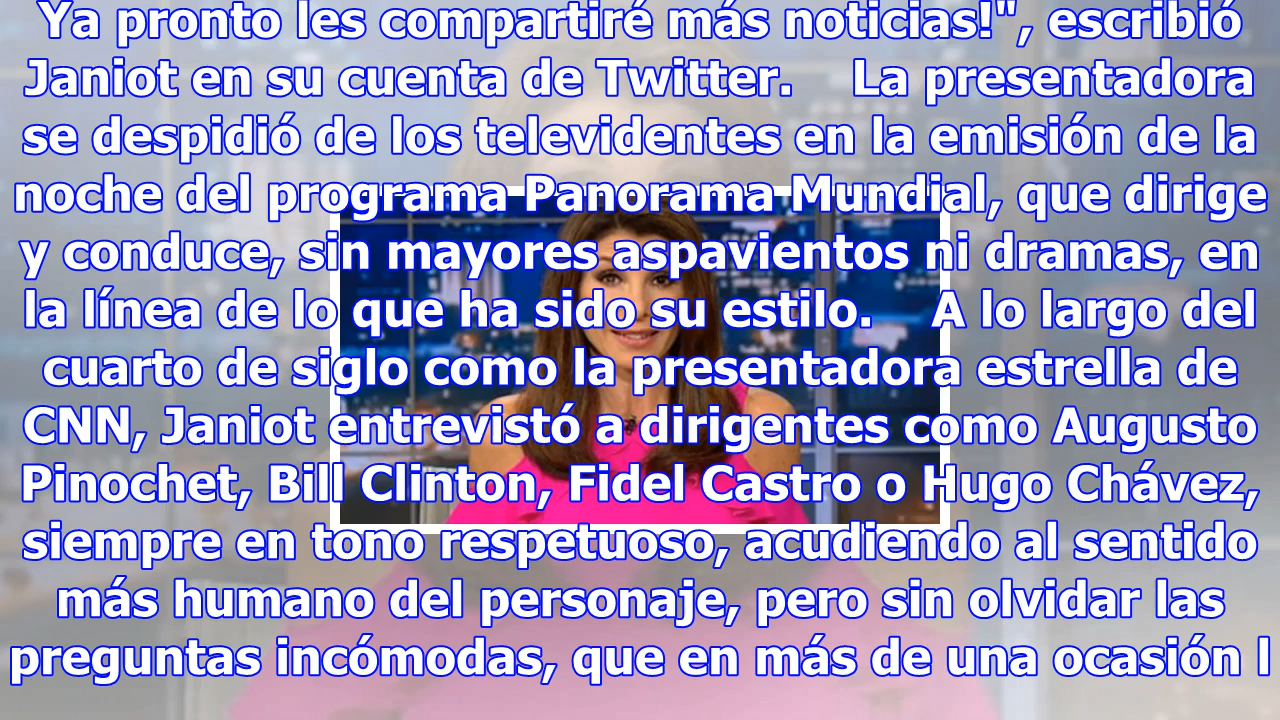 Ya pronto les compartiré más noticias!", escribió
Janiot en su cuenta de Twitter.    La presentadora
se despidió de los televidentes en la emisión de la
noche del programa Panorama Mundial, que dirige
y conduce, sin mayores aspavientos ni dramas, en
la línea de lo que ha sido su estilo.    A lo largo del
cuarto de siglo como la presentadora estrella de
CNN, Janiot entrevistó a dirigentes como Augusto
Pinochet, Bill Clinton, Fidel Castro o Hugo Chávez,
siempre en tono respetuoso, acudiendo al sentido
más humano del personaje, pero sin olvidar las
preguntas incómodas, que en más de una ocasión l